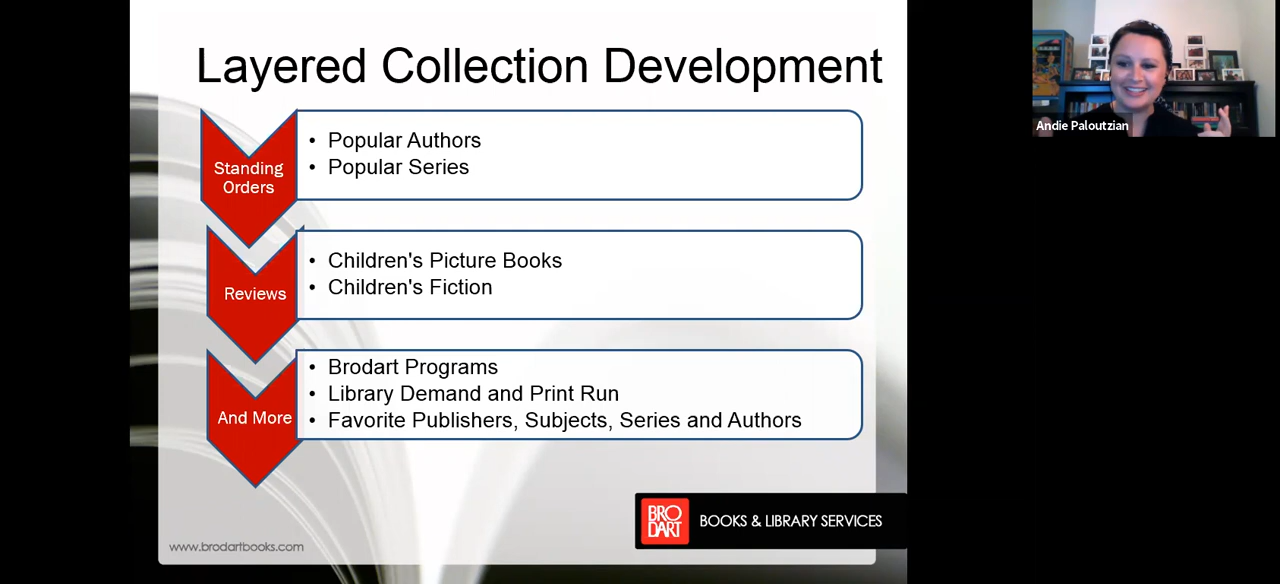 Layered Collection Development
Standing
Orders
• Popular Authors
• Popular Series
Reviews
• Children's Picture Books
• Children's Fiction
And More
• Brodart Programs
• Library Demand and Print Run
• Favorite Publishers, Subjects, Series and Authors
BRO
DART
BOOKS & LIBRARY SERVICES
www.brodartbooks.com
Andie Paloutzian